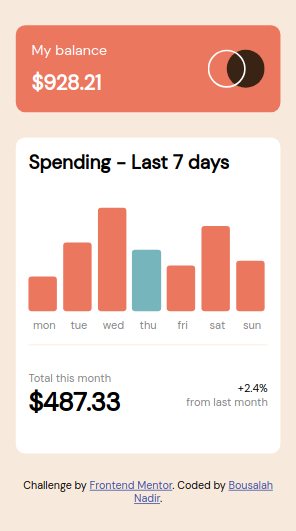 My balance
$928.21
Spending - Last 7 days
mon tue wed thu fri sat sun
Total this month
$487.33
+2.4%
from last month
Challenge by Frontend Mentor. Coded by Bousalah
Nadir.